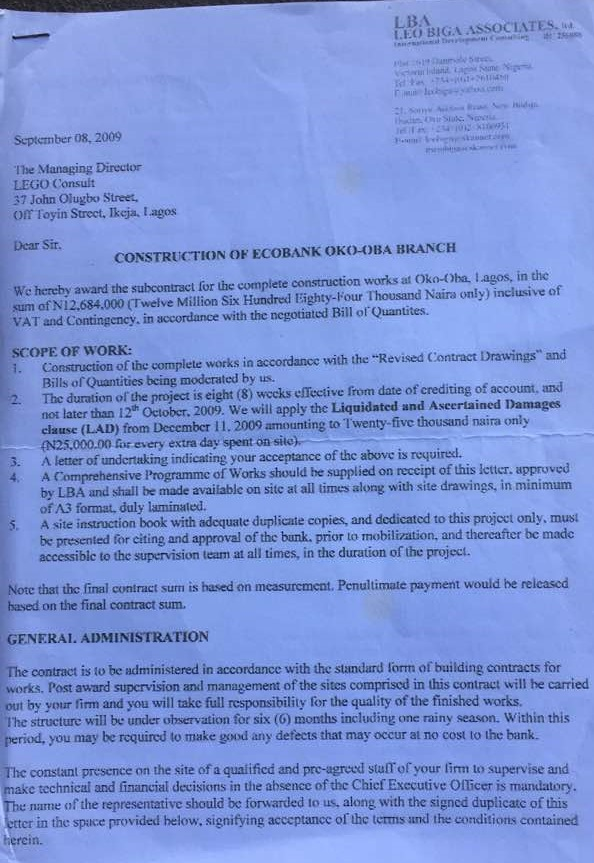 LBA
LEO BIGA ASSOCIATES. Ltd.
International Development Consulting
Victoria Island, Lagos State, Nigeria
Ibadan, Oyo State, Nigeria
September 08, 2009
The Managing Director
LEGO Consult
37 John Olugbo Street,
Off Toyin Street, Ikeja, Lagos
Dear Sir,
CONSTRUCTION OF ECOBANK OKO-OBA BRANCH
We hereby award the subcontract for the complete construction works at Oko-Oba, Lagos, in the
sum of N12,684,000 (Twelve Million Six Hundred Eighty-Four Thousand Naira only) inclusive of
VAT and Contingency, in accordance with the negotiated Bill of Quantites.
SCOPE OF WORK:
1. Construction of the complete works in accordance with the “Revised Contract Drawings” and
Bills of Quantities being moderated by us.
2. The duration of the project is eight (8) weeks effective from date of crediting of account, and
not later than 12th October, 2009. We will apply the Liquidated and Ascertained Damages
clause (LAD) from December 11, 2009 amounting to Twenty-five thousand naira only
(N25,000.00 for every extra day spent on site).
3. A letter of undertaking indicating your acceptance of the above is required.
4. A Comprehensive Programme of Works should be supplied on receipt of this letter, approved
by LBA and shall be made available on site at all times along with site drawings, in minimum
of A3 format, duly laminated.
5. A site instruction book with adequate duplicate copies, and dedicated to this project only, must
be presented for citing and approval of the bank, prior to mobilization, and thereafter be made
accessible to the supervision team at all times, in the duration of the project.
Note that the final contract sum is based on measurement. Penultimate payment would be released
based on the final contract sum.
GENERAL ADMINISTRATION
The contract is to be administered in accordance with the standard form of building contracts for
works. Post award supervision and management of the sites comprised in this contract will be carried
out by your firm and you will take full responsibility for the quality of the finished works.
The structure will be under observation for six (6) months including one rainy season. Within this
period, you may be required to make good any defects that may occur at no cost to the bank.
The constant presence on the site of a qualified and pre-agreed staff of your firm to supervise and
make technical and financial decisions in the absence of the Chief Executive Officer is mandatory.
The name of the representative should be forwarded to us, along with the signed duplicate of this
letter in the space provided below, signifying acceptance of the terms and the conditions contained
herein.